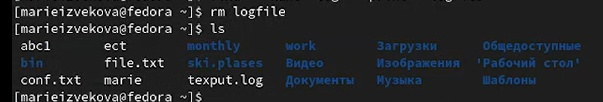 [marieizvekova@fedora ~]$ rm logfile
[marieizvekova@fedora ~]$ ls
abc1 ect monthly work Загрузки Общедоступные
bin file.txt ski.plases Видео Изображения 'Рабочий стол'
conf.txt marie texput.log Документы Музыка Шаблоны
[marieizvekova@fedora ~]$